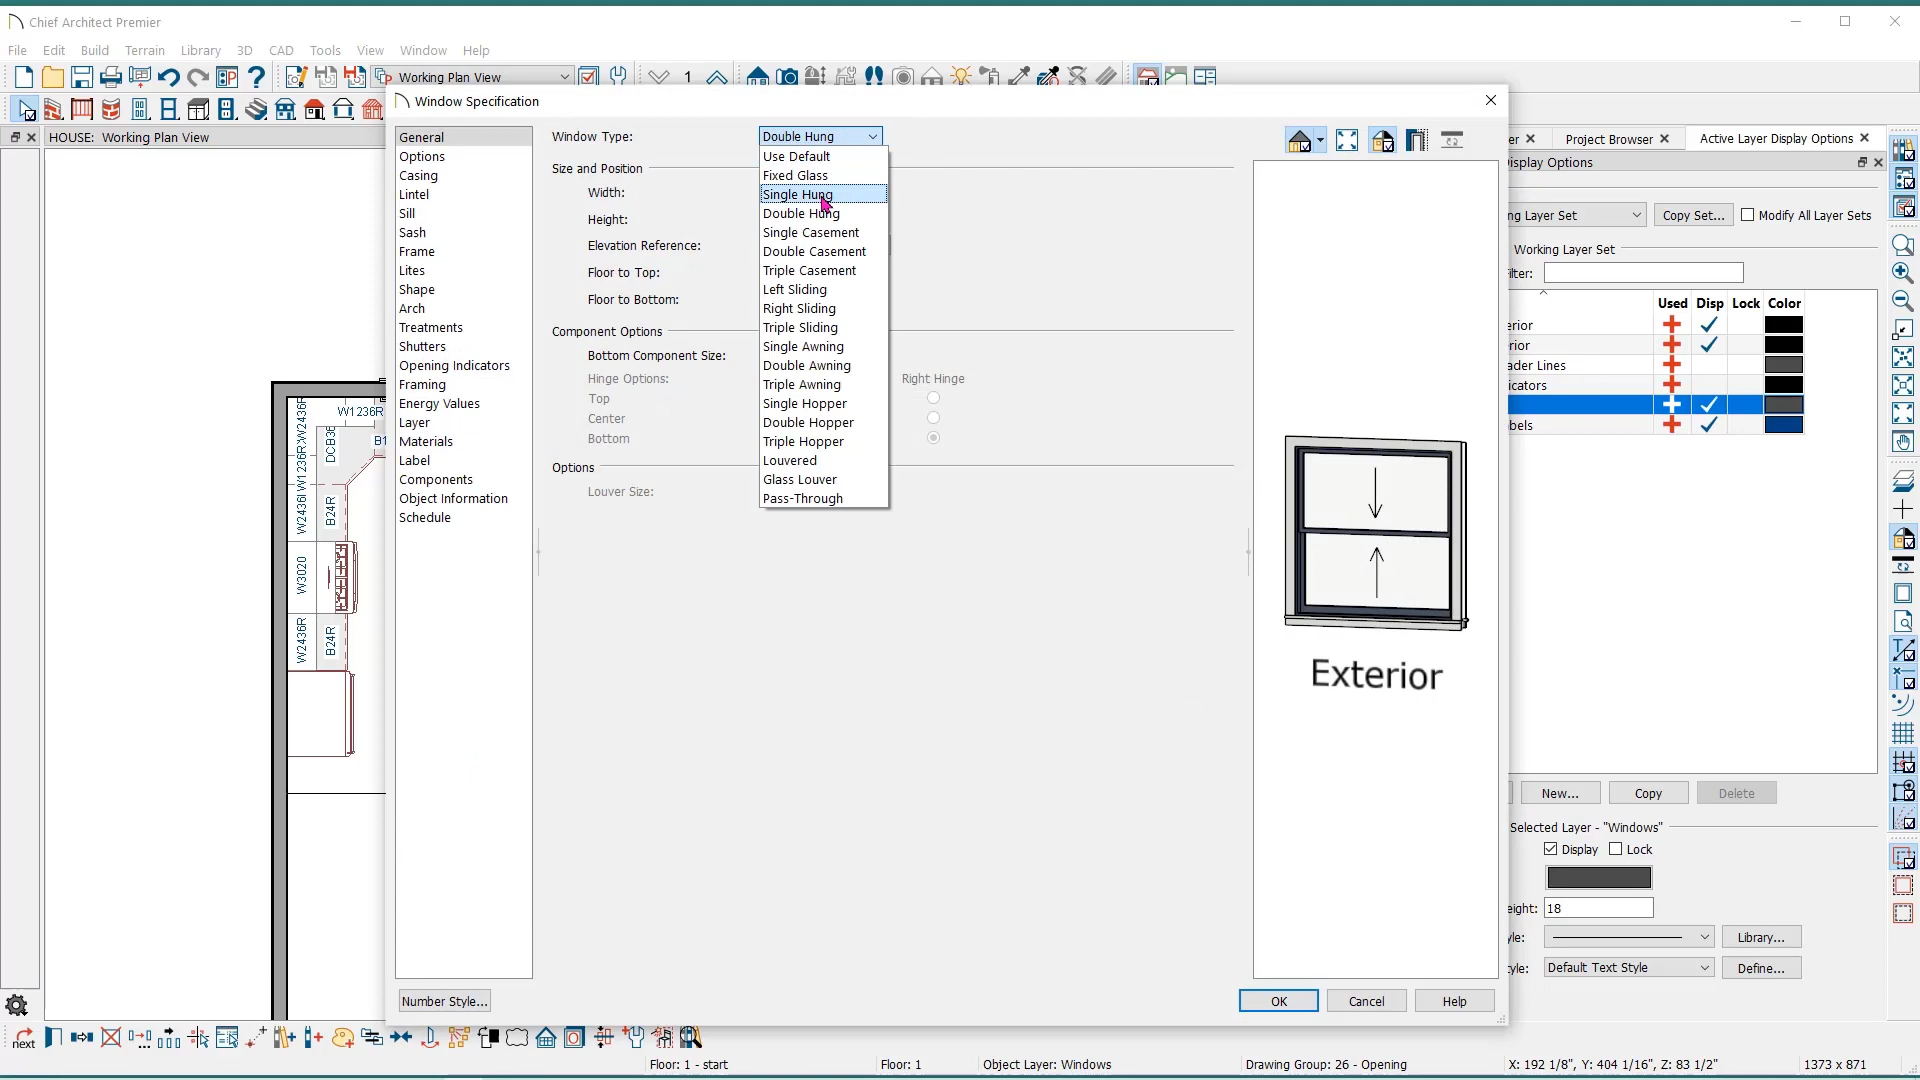 Chief Architect Premier
File Edit Build Terrain Library 3D CAD Tools View Window Help
Working Plan View
1
HOUSE: Working Plan View
Window Specification
General
Options
Casing
Lintel
Sill
Sash
Frame
Lites
Shape
Arch
Treatments
Shutters
Opening Indicators
Framing
Energy Values
Layer
Materials
Label
Components
Object Information
Schedule
Window Type:
Double Hung
Use Default
Fixed Glass
Single Hung
Double Hung
Single Casement
Double Casement
Triple Casement
Left Sliding
Right Sliding
Triple Sliding
Single Awning
Double Awning
Triple Awning
Single Hopper
Double Hopper
Triple Hopper
Louvered
Glass Louver
Pass-Through
Size and Position
Width:
Height:
Elevation Reference:
Floor to Top:
Floor to Bottom:
Component Options
Bottom Component Size:
Hinge Options:
Right Hinge
Top
Center
Bottom
Options
Louver Size:
Exterior
Number Style...
OK
Cancel
Help
er
Project Browser
Active Layer Display Options
isplay Options
ng Layer Set
Copy Set...
Modify All Layer Sets
Working Layer Set
ilter:
Used Disp Lock Color
erior
rior
ader Lines
icators
abels
New...
Copy
Delete
Selected Layer - "Windows"
Display
Lock
eight:
18
yle:
Library...
yle:
Default Text Style
Define...
W2436R
W1236R
W1236R
DCB36
B1
W2436
B24R
W3020
W2436R
B24R
next
Floor: 1 - start
Floor: 1
Object Layer: Windows
Drawing Group: 26 - Opening
X: 192 1/8", Y: 404 1/16", Z: 83 1/2"
1373 x 871